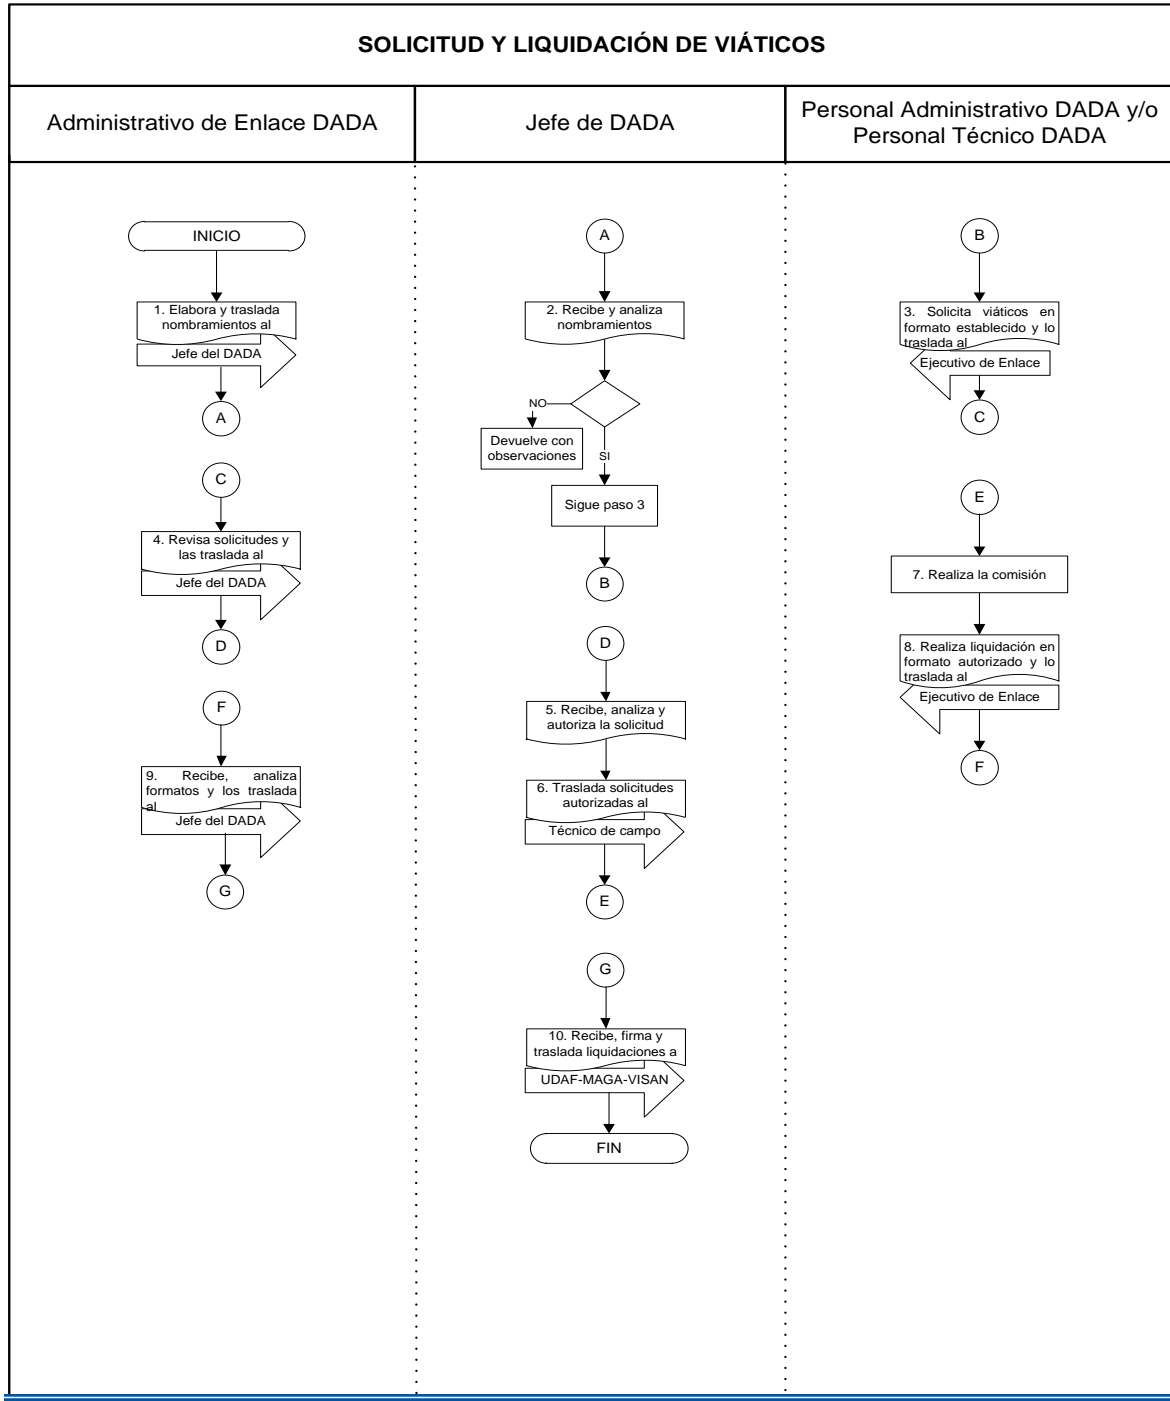 SOLICITUD Y LIQUIDACIÓN DE VIÁTICOS
Administrativo de Enlace DADA
Jefe de DADA
Personal Administrativo DADA y/o
Personal Técnico DADA
INICIO
1. Elabora y traslada
nombramientos al
Jefe del DADA
A
C
4. Revisa solicitudes y
las traslada al
Jefe del DADA
D
F
9. Recibe, analiza
formatos y los traslada
al
Jefe del DADA
G
A
2. Recibe y analiza
nombramientos
NO
Devuelve con
observaciones
SI
Sigue paso 3
B
D
5. Recibe, analiza y
autoriza la solicitud
6. Traslada solicitudes
autorizadas al
Técnico de campo
E
G
10. Recibe, firma y
traslada liquidaciones a
UDAF-MAGA-VISAN
FIN
B
3. Solicita viáticos en
formato establecido y lo
traslada al
Ejecutivo de Enlace
C
E
7. Realiza la comisión
8. Realiza liquidación en
formato autorizado y lo
traslada al
Ejecutivo de Enlace
F